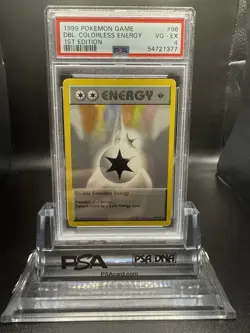 1999 POKEMON GAME #96
DBL. COLORLESS ENERGY VG-EX
1ST EDITION 4
PSA 54721377
ENERGY
Double Colorless Energy
PSA PSA DNA
PSAcard.com